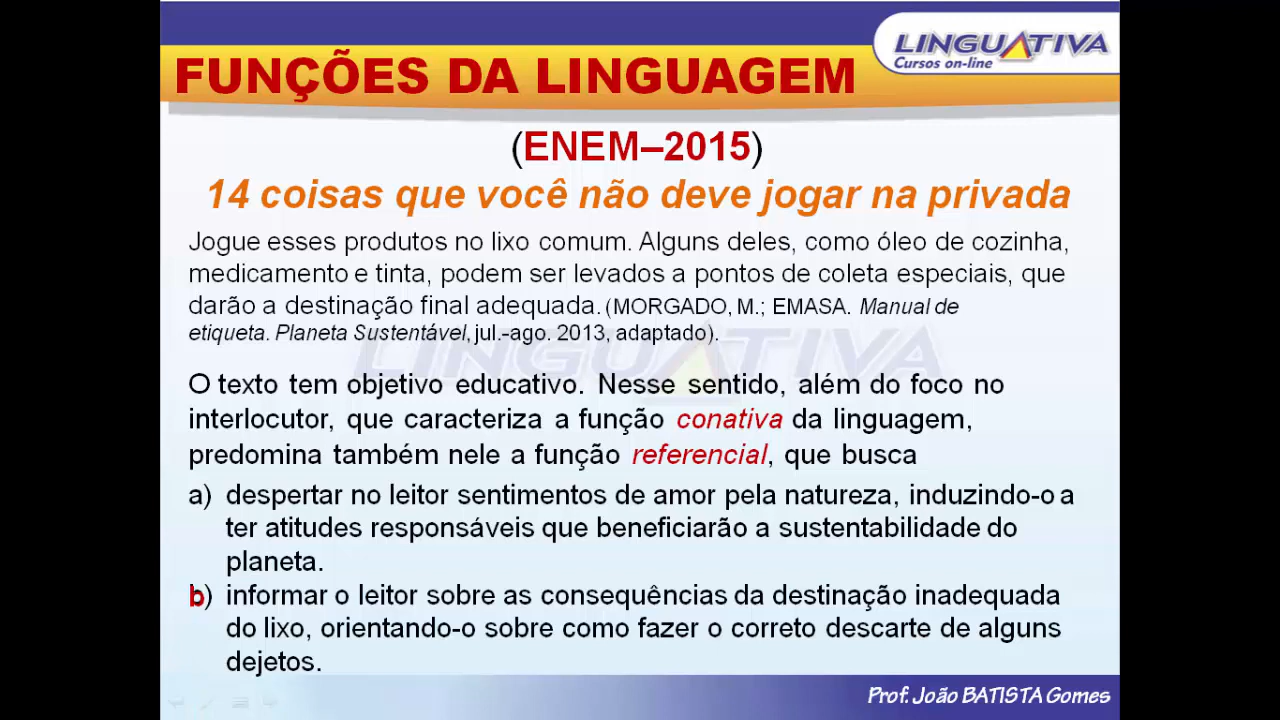 LINGUATIVA
Cursos on-line
FUNÇÕES DA LINGUAGEM
(ENEM–2015)
14 coisas que você não deve jogar na privada
Jogue esses produtos no lixo comum. Alguns deles, como óleo de cozinha,
medicamento e tinta, podem ser levados a pontos de coleta especiais, que
darão a destinação final adequada. (MORGADO, M.; EMASA. Manual de
etiqueta. Planeta Sustentável, jul.-ago. 2013, adaptado).
LINGUATIVA
O texto tem objetivo educativo. Nesse sentido, além do foco no
interlocutor, que caracteriza a função conativa da linguagem,
predomina também nele a função referencial, que busca
a) despertar no leitor sentimentos de amor pela natureza, induzindo-o a
ter atitudes responsáveis que beneficiarão a sustentabilidade do
planeta.
b) informar o leitor sobre as consequências da destinação inadequada
do lixo, orientando-o sobre como fazer o correto descarte de alguns
dejetos.
Prof. João BATISTA Gomes